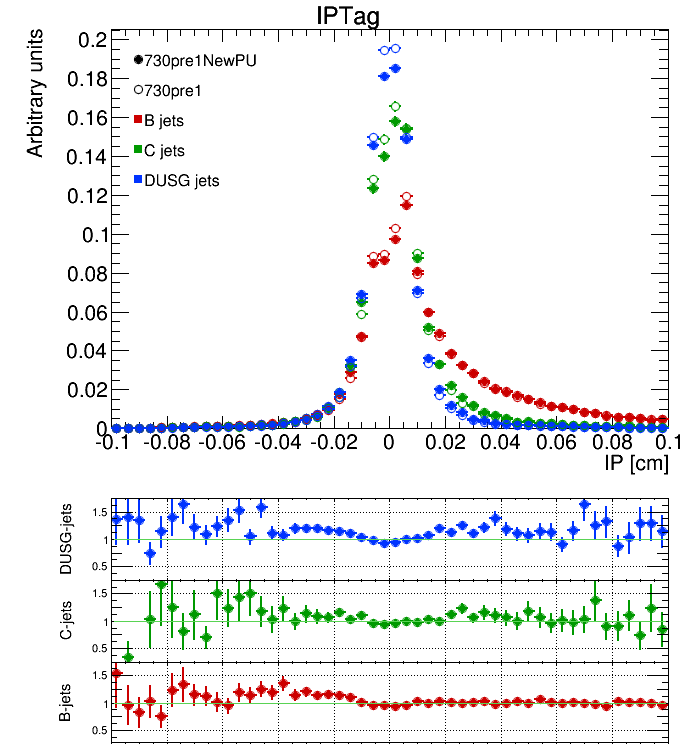 IPTag
Arbitrary units
0.2
0.18
0.16
0.14
0.12
0.1
0.08
0.06
0.04
0.02
0
730pre1NewPU
730pre1
B jets
C jets
DUSG jets
-0.1 -0.08 -0.06 -0.04 -0.02 0 0.02 0.04 0.06 0.08 0.1
IP [cm]
DUSG-jets
1.5
1
0.5
C-jets
1.5
1
0.5
B-jets
1.5
1
0.5